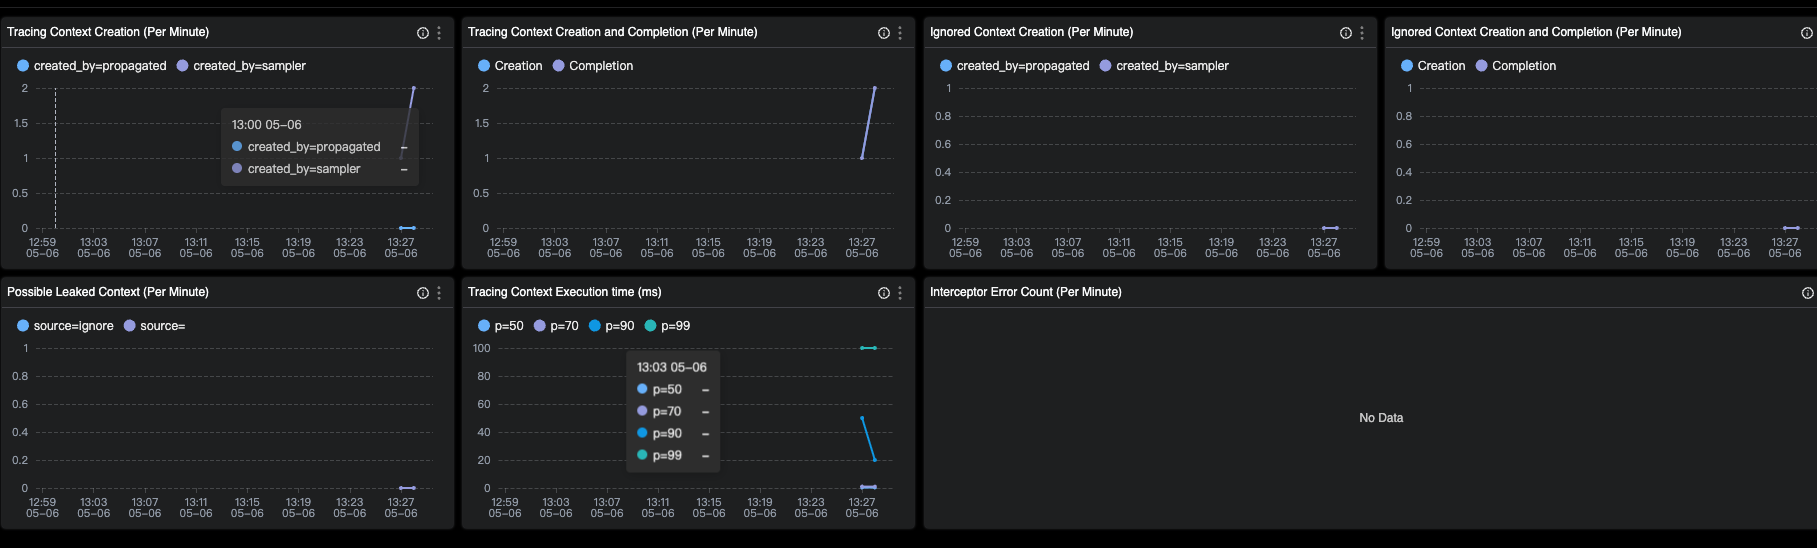 Tracing Context Creation (Per Minute)
created_by=propagated created_by=sampler
2
1.5
1
0.5
0
13:00 05-06
created_by=propagated -
created_by=sampler -
12:59 13:03 13:07 13:11 13:15 13:19 13:23 13:27
05-06 05-06 05-06 05-06 05-06 05-06 05-06 05-06
Tracing Context Creation and Completion (Per Minute)
Creation Completion
2
1.5
1
0.5
0
12:59 13:03 13:07 13:11 13:15 13:19 13:23 13:27
05-06 05-06 05-06 05-06 05-06 05-06 05-06 05-06
Ignored Context Creation (Per Minute)
created_by=propagated created_by=sampler
1
0.8
0.6
0.4
0.2
0
12:59 13:03 13:07 13:11 13:15 13:19 13:23 13:27
05-06 05-06 05-06 05-06 05-06 05-06 05-06 05-06
Ignored Context Creation and Completion (Per Minute)
Creation Completion
1
0.8
0.6
0.4
0.2
0
12:59 13:03 13:07 13:11 13:15 13:19 13:23 13:27
05-06 05-06 05-06 05-06 05-06 05-06 05-06 05-06
Possible Leaked Context (Per Minute)
source=ignore source=
1
0.8
0.6
0.4
0.2
0
12:59 13:03 13:07 13:11 13:15 13:19 13:23 13:27
05-06 05-06 05-06 05-06 05-06 05-06 05-06 05-06
Tracing Context Execution time (ms)
p=50 p=70 p=90 p=99
100
80
60
40
20
0
13:03 05-06
p=50 -
p=70 -
p=90 -
p=99 -
12:59 13:03 13:07 13:11 13:15 13:19 13:23 13:27
05-06 05-06 05-06 05-06 05-06 05-06 05-06 05-06
Interceptor Error Count (Per Minute)
No Data